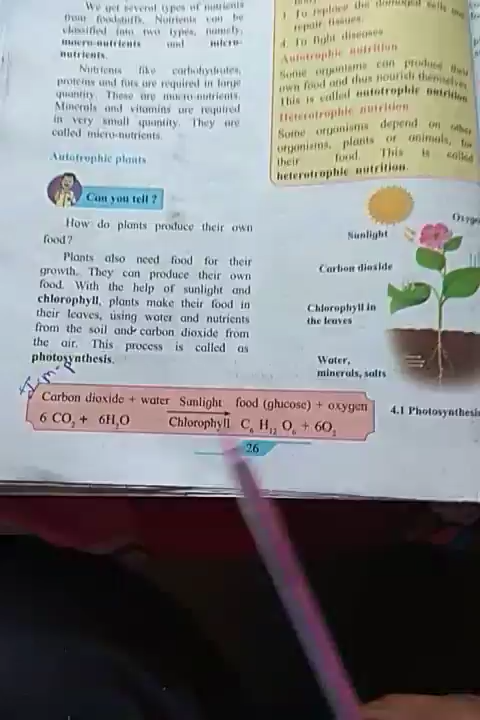 We get several types of nutrients
from foodstuffs. Nutrients can be
classified into two types, namely,
macro-nutrients and micro-
nutrients.
Nutrients like carbohydrates,
proteins and fats are required in large
quantity. These are macro-nutrients.
Minerals and vitamins are required
in very small quantity. They are
called micro-nutrients.
Autotrophic plants
Can you tell ?
How do plants produce their own
food?
Plants also need food for their
growth. They can produce their own
food. With the help of sunlight and
chlorophyll, plants make their food in
their leaves, using water and nutrients
from the soil and carbon dioxide from
the air. This process is called as
photosynthesis.
Imp
Carbon dioxide + water Sunlight food (glucose) + oxygen
6 CO2 + 6H2O Chlorophyll C6 H12 O6 + 6O2
26
3. To replace the damaged cells and
repair tissues.
4. To fight diseases
Autotrophic nutrition
Some organisms can produce their
own food and thus nourish themselves
This is called autotrophic nutrition
Heterotrophic nutrition
Some organisms depend on other
organisms, plants or animals, for
their food. This is called
heterotrophic nutrition.
Sunlight
Oxyge
Carbon dioxide
Chlorophyll in
the leaves
Water,
minerals, salts
4.1 Photosynthesis